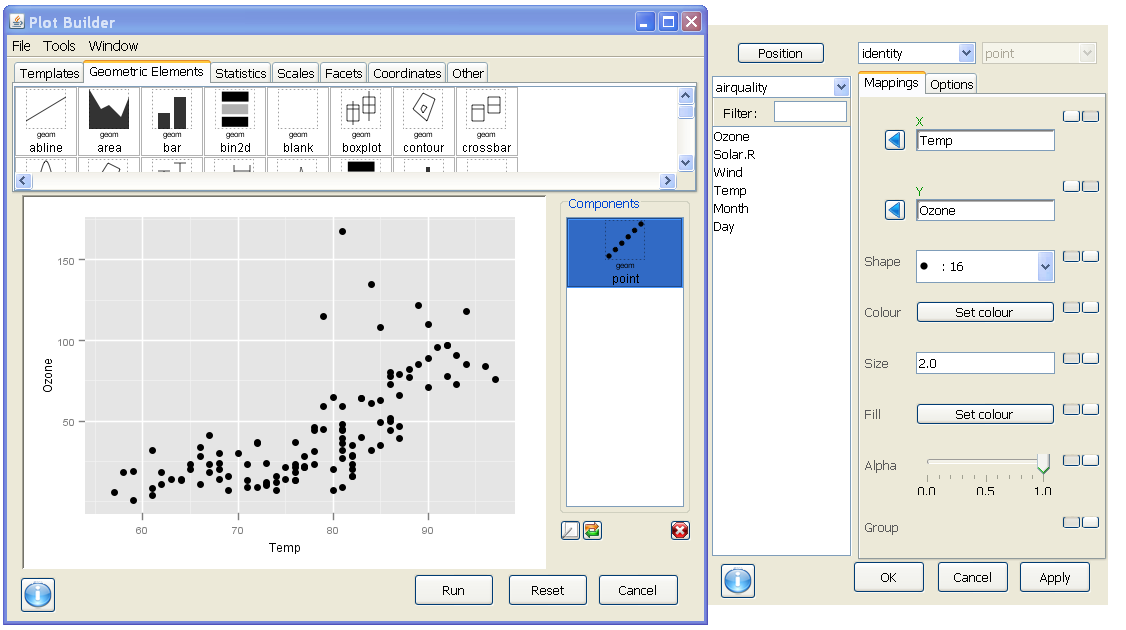 Plot Builder
File Tools Window
Templates Geometric Elements Statistics Scales Facets Coordinates Other
geom geom geom geom geom geom geom geom
abline area bar bin2d blank boxplot contour crossbar
Components
geom
point
150
100
50
Ozone
60 70 80 90
Temp
Run Reset Cancel
Position
identity
point
airquality
Filter:
Ozone
Solar.R
Wind
Temp
Month
Day
Mappings Options
X
Temp
Y
Ozone
Shape : 16
Colour Set colour
Size 2.0
Fill Set colour
Alpha
0.0 0.5 1.0
Group
OK Cancel Apply